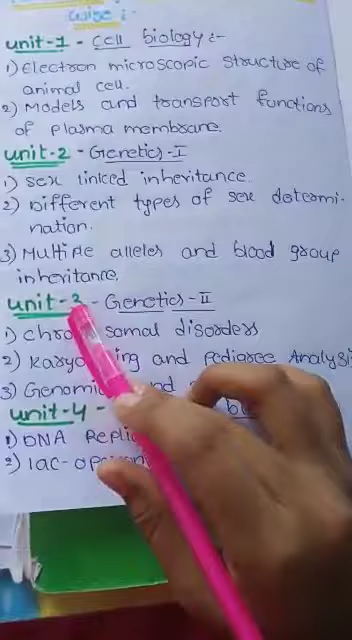 wise :-
unit-1 - cell biology :-
1) Electron microscopic structure of
animal cell.
2) Models and transport functions
of plasma membrane.
unit-2 - Genetics-I
1) sex linked inheritance.
2) Different types of sex determi-
nation.
3) Multiple alleles and blood group
inheritance.
unit-3 - Genetics-II
1) chro somal disorders
2) karyo ing and Pedigree Analysis
3) Genomi nd
unit-4 -
1) DNA Repli
2) lac-op